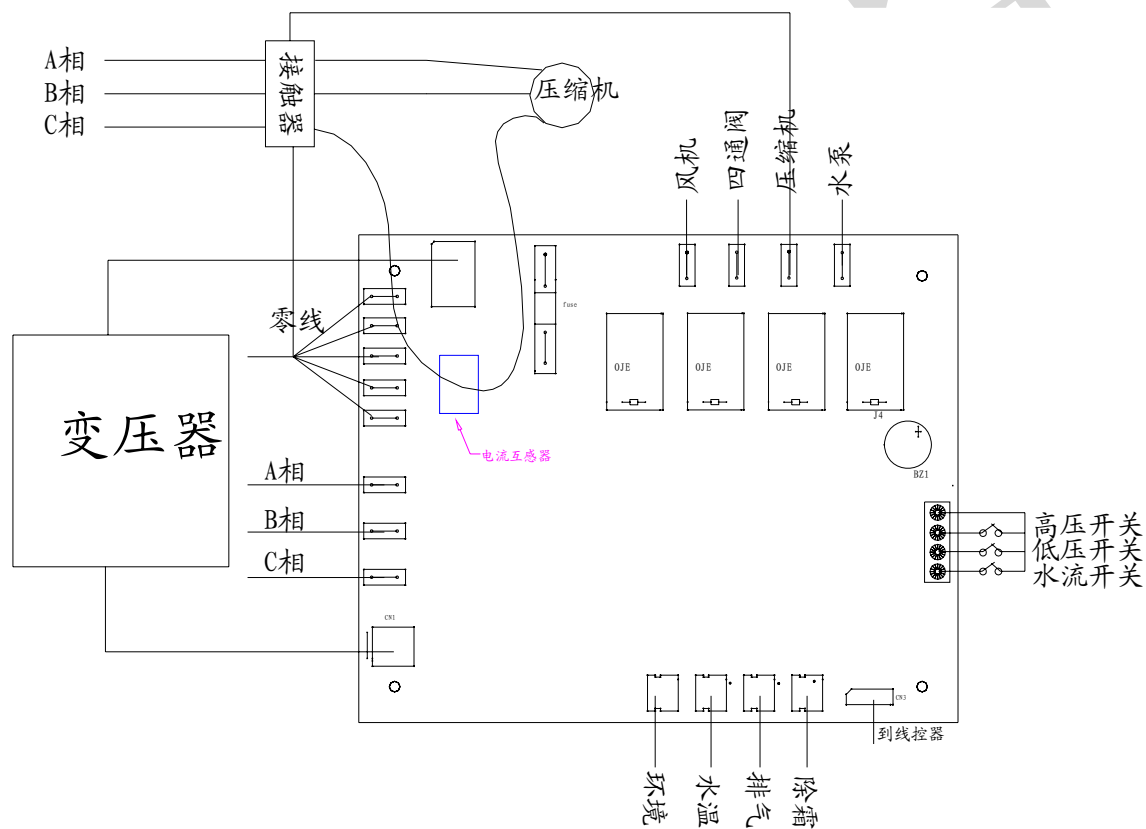 A相
B相
C相
接触器
压缩机
风机
四通阀
压缩机
水泵
零线
fuse
变压器
OJE
OJE
OJE
OJE
J4
BZ1
电流互感器
A相
B相
C相
高压开关
低压开关
水流开关
CN1
CN3
到线控器
环境
水温
排气
除霜